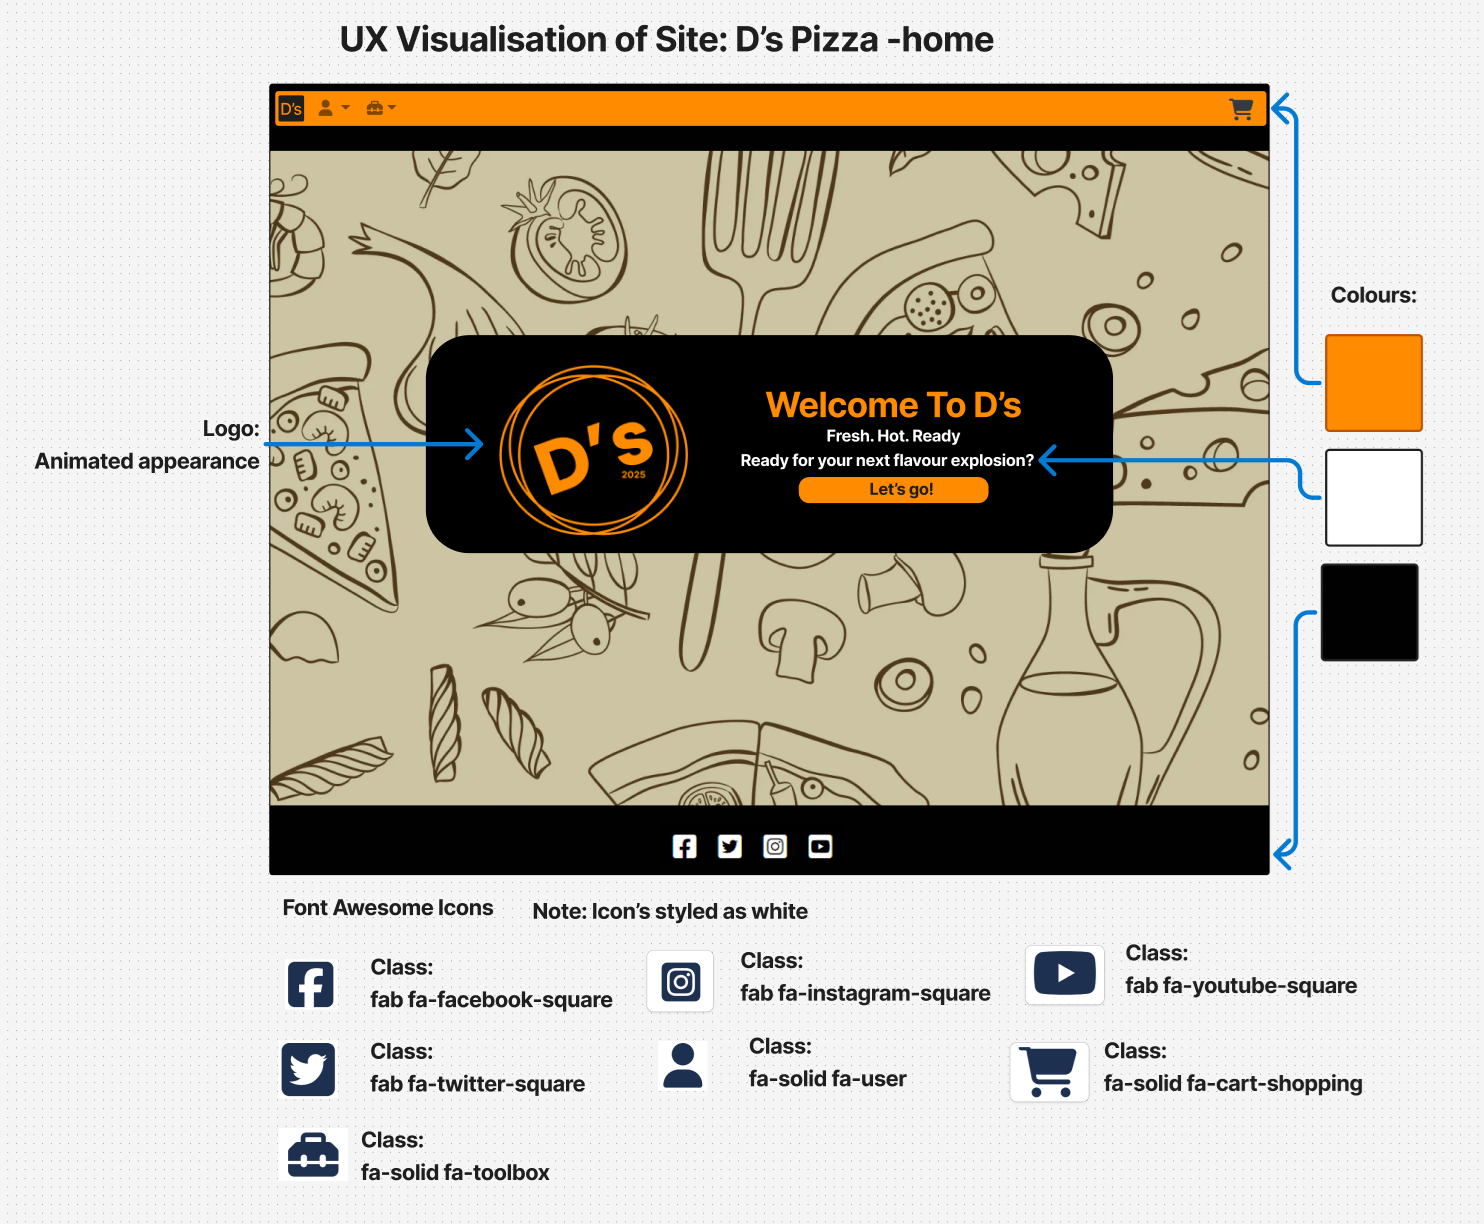 UX Visualisation of Site: D's Pizza -home
D's
Colours:
Logo:
Animated appearance
D's
2025
Welcome To D's
Fresh. Hot. Ready
Ready for your next flavour explosion?
Let's go!
Font Awesome Icons
Note: Icon's styled as white
Class:
fab fa-facebook-square
Class:
fab fa-instagram-square
Class:
fab fa-youtube-square
Class:
fab fa-twitter-square
Class:
fa-solid fa-user
Class:
fa-solid fa-cart-shopping
Class:
fa-solid fa-toolbox